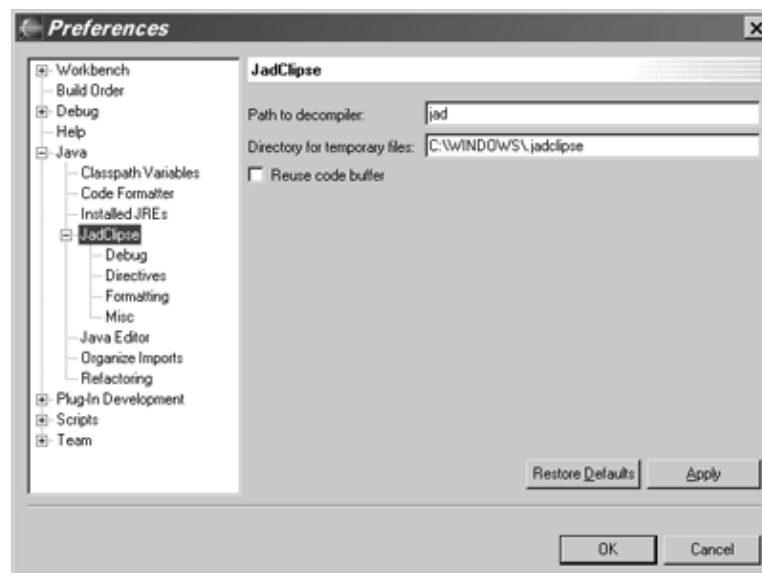 Preferences
Workbench
Build Order
Debug
Help
Java
Classpath Variables
Code Formatter
Installed JREs
JadClipse
Debug
Directives
Formatting
Misc
Java Editor
Organize Imports
Refactoring
Plug-In Development
Scripts
Team
JadClipse
Path to decompiler: jad
Directory for temporary files: C:\WINDOWS\.jadclipse
Reuse code buffer
Restore Defaults Apply
OK Cancel